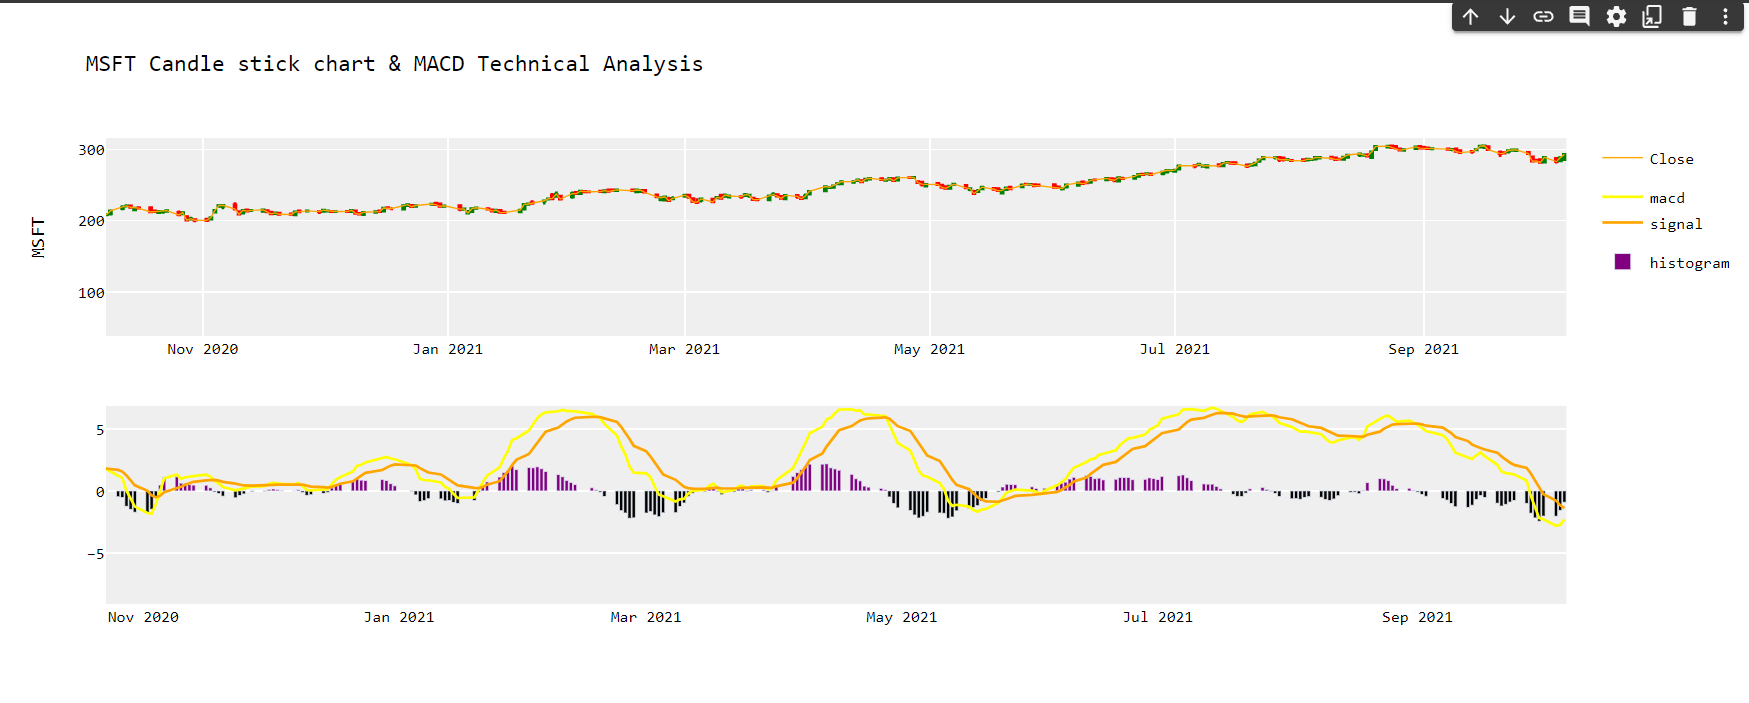 MSFT Candle stick chart & MACD Technical Analysis
300
200
100
MSFT
Nov 2020 Jan 2021 Mar 2021 May 2021 Jul 2021 Sep 2021
Close
macd
signal
histogram
5
0
−5
Nov 2020 Jan 2021 Mar 2021 May 2021 Jul 2021 Sep 2021